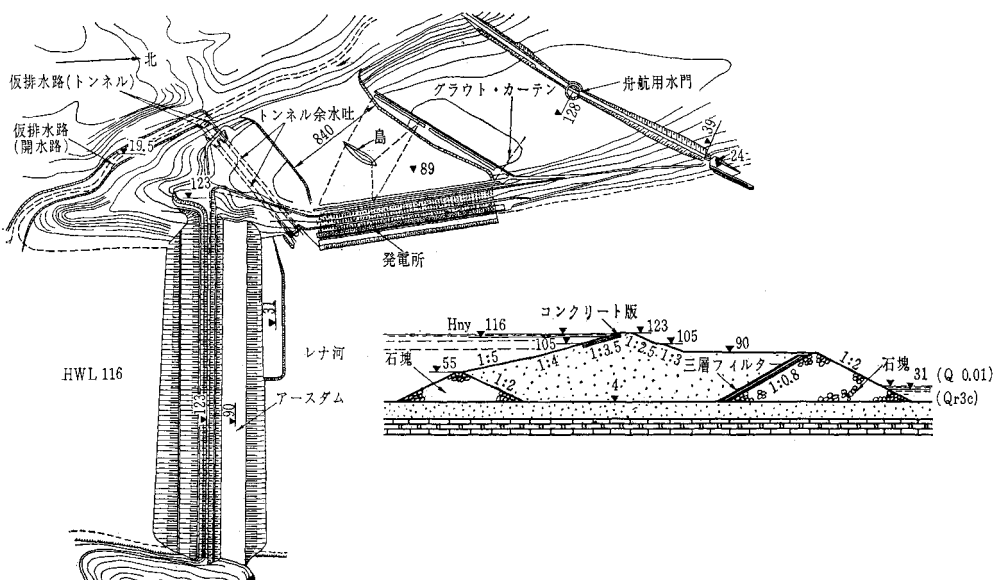 北
仮排水路(トンネル)
仮排水路
(開水路)
19.5
123
トンネル余水吐
840
島
89
グラウト・カーテン
舟航用水門
128
39
24
発電所
31
レナ河
HWL 116
アースダム
123
90
コンクリート版
Hny 116
123
105
105
90
石塊
55
1:5
1:4
1:3.5
1:2.5
1:3
1:2
三層フィルター
1:0.8
1:2
石塊
31 (Q 0.01)
(Qr3c)
4